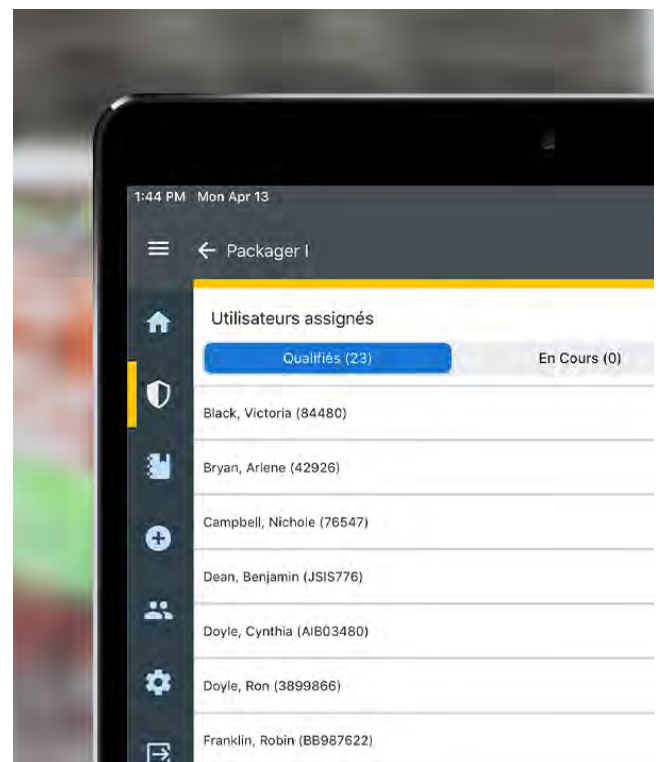 1:44 PM Mon Apr 13
Packager I
Utilisateurs assignés
Qualifiés (23) En Cours (0)
Black, Victoria (84480)
Bryan, Arlene (42926)
Campbell, Nichole (76547)
Dean, Benjamin (JSIS776)
Doyle, Cynthia (AIB03480)
Doyle, Ron (3899866)
Franklin, Robin (BB987622)